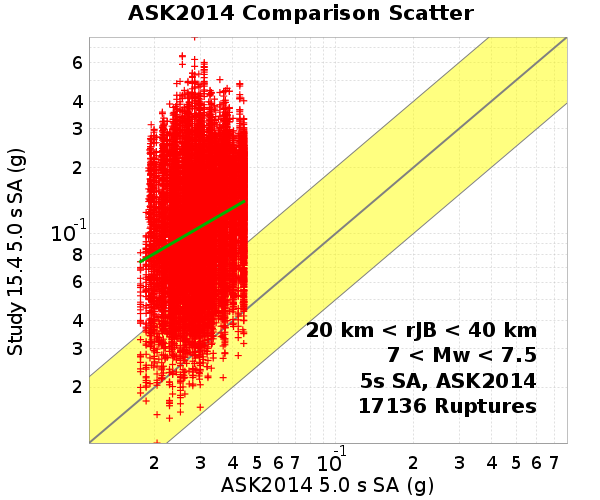 ASK2014 Comparison Scatter
Study 15.4 5.0 s SA (g)
6
4
3
2
10⁻¹
8
6
4
3
2
20 km < rJB < 40 km
7 < Mw < 7.5
5s SA, ASK2014
17136 Ruptures
2 3 4 5 6 7 10⁻¹ 2 3 4 5 6 7
ASK2014 5.0 s SA (g)